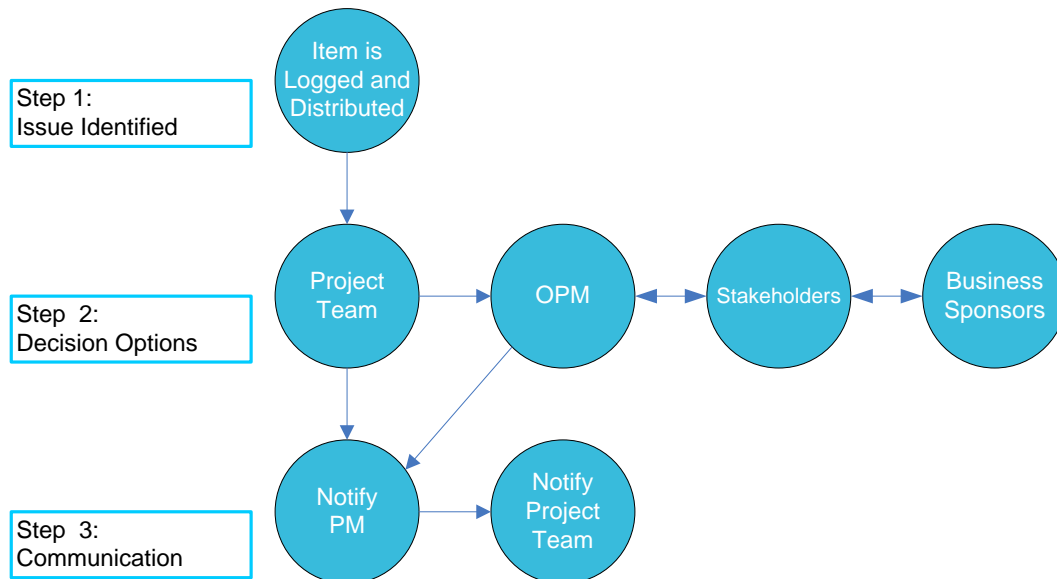 Item is
Logged and
Distributed
Step 1:
Issue Identified
Project
Team
OPM
Stakeholders
Business
Sponsors
Step  2:
Decision Options
Notify
PM
Notify
Project
Team
Step  3:
Communication